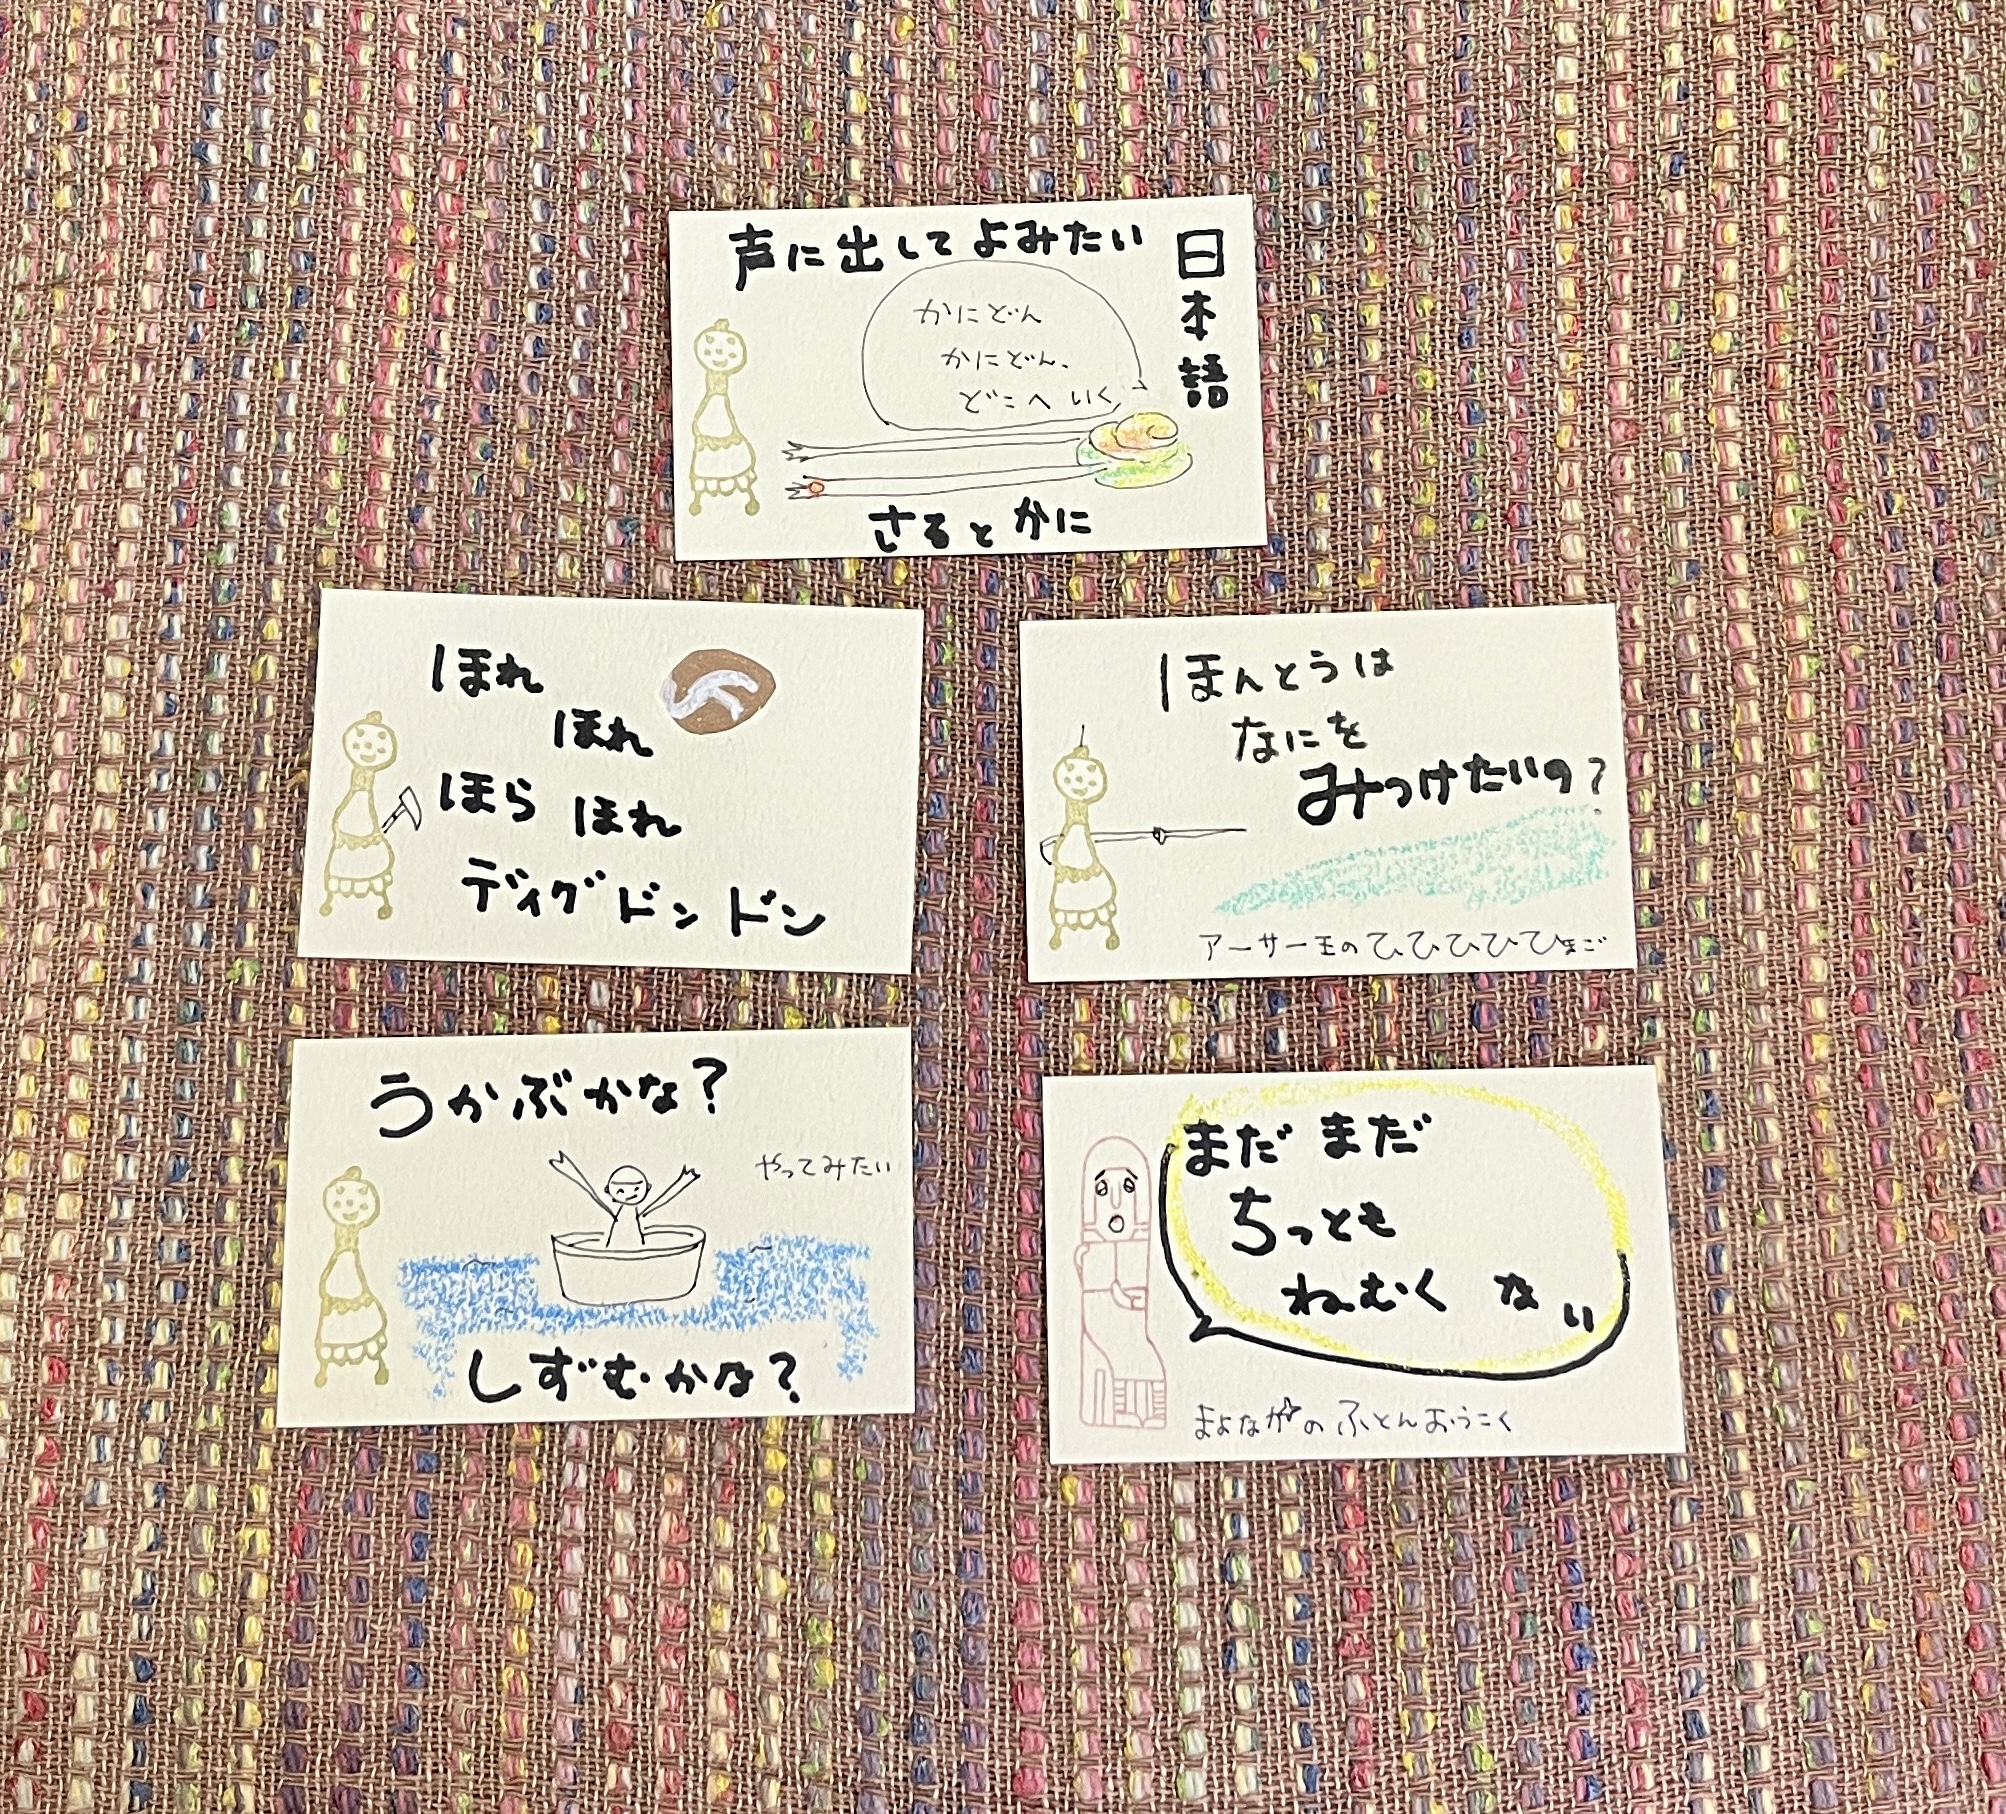 声に出してよみたい
日本語
かにどん
かにどん、
どこへいく
さるとかに
ほれ
ほれ
ほら ほれ
ディグ ドン ドン
ほんとうは
なにを
みつけたいの?
アーサー王のひひひひひまご
うかぶかな?
やってみたい
しずむかな?
まだ まだ
ちっとも
ねむく ない
まよなかのふとんおうこく